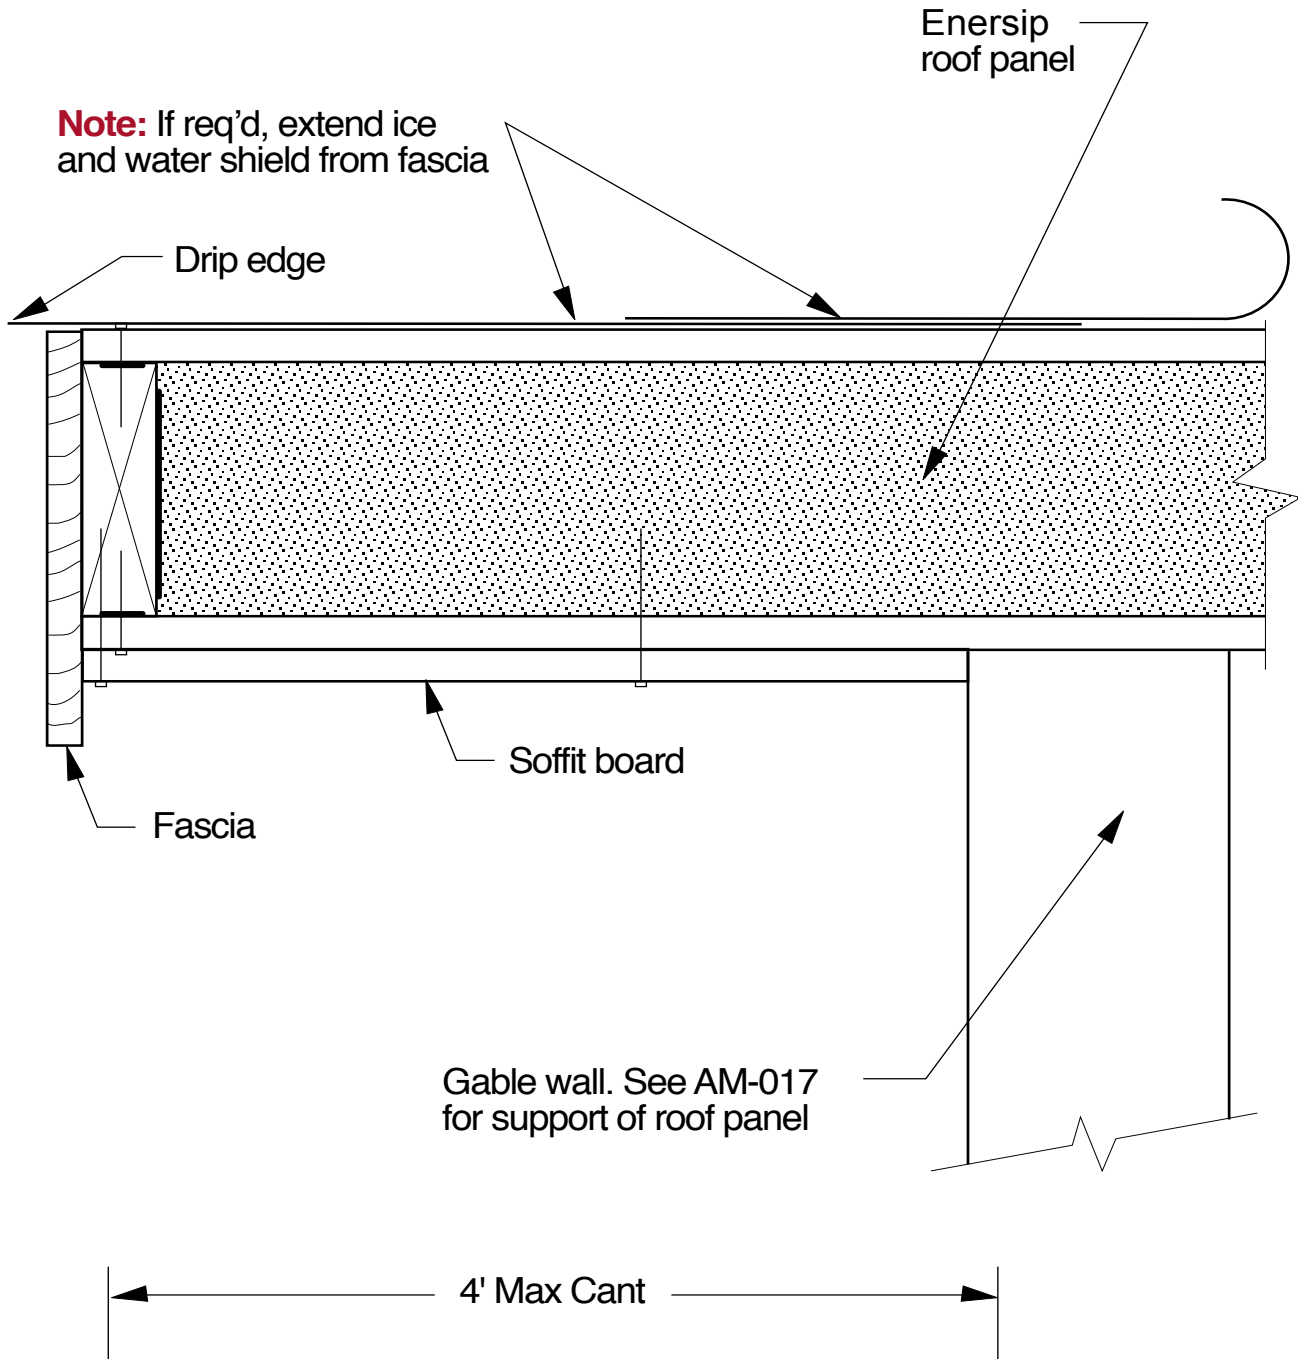 Enersip
roof panel
Note: If req’d, extend ice
and water shield from fascia
Drip edge
Soffit board
Fascia
Gable wall. See AM-017
for support of roof panel
4' Max Cant